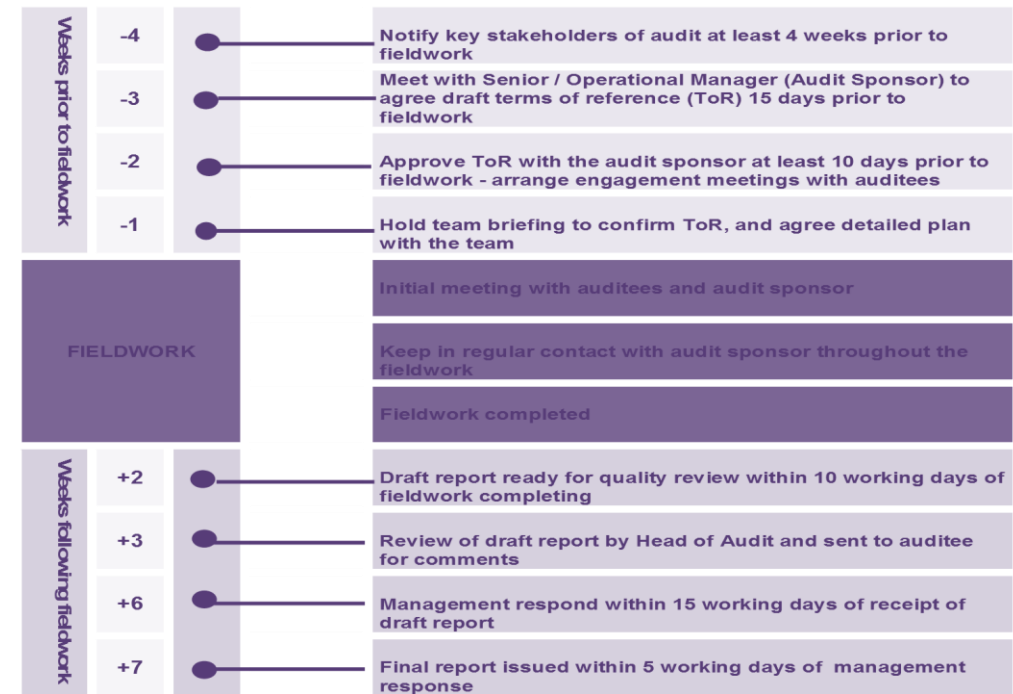 Weeks prior to fieldwork
-4
Notify key stakeholders of audit at least 4 weeks prior to
fieldwork
-3
Meet with Senior / Operational Manager (Audit Sponsor) to
agree draft terms of reference (ToR) 15 days prior to
fieldwork
-2
Approve ToR with the audit sponsor at least 10 days prior to
fieldwork - arrange engagement meetings with auditees
-1
Hold team briefing to confirm ToR, and agree detailed plan
with the team
FIELDWORK
Initial meeting with auditees and audit sponsor
Keep in regular contact with audit sponsor throughout the
fieldwork
Fieldwork completed
Weeks following fieldwork
+2
Draft report ready for quality review within 10 working days of
fieldwork completing
+3
Review of draft report by Head of Audit and sent to auditee
for comments
+6
Management respond within 15 working days of receipt of
draft report
+7
Final report issued within 5 working days of management
response